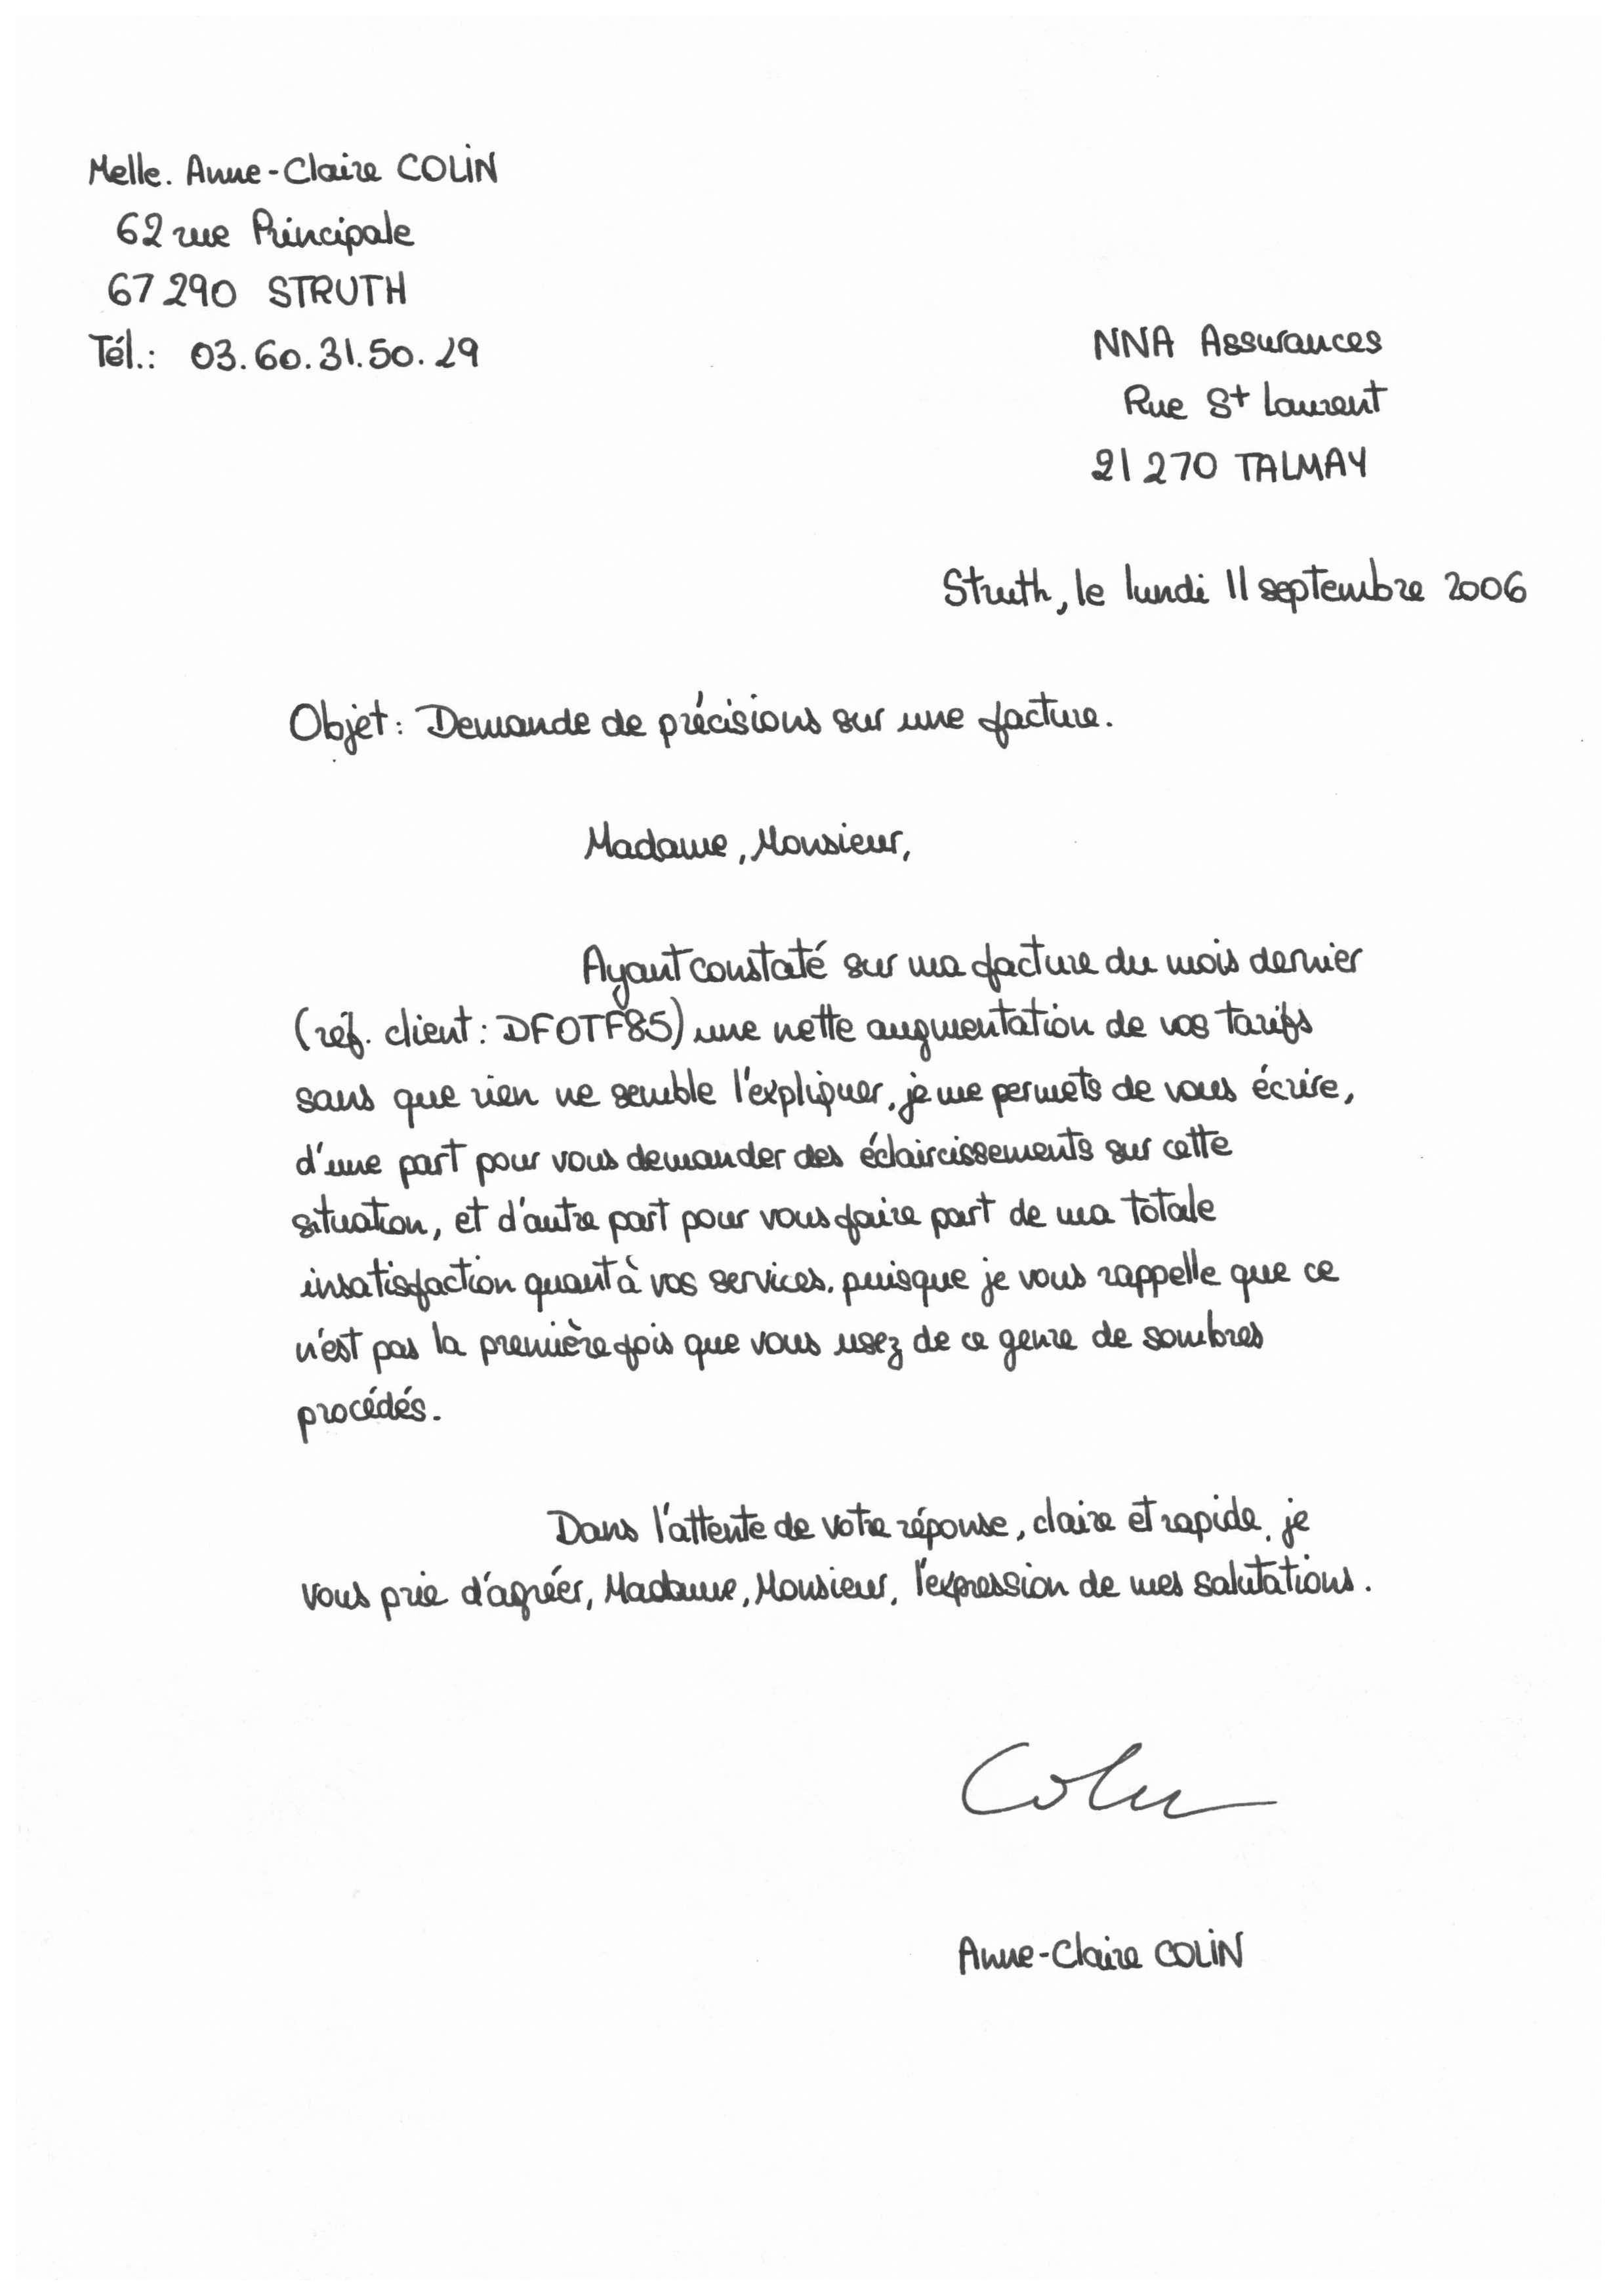 Melle. Anne-Claire COLIN
62 rue Principale
67290 STRUTH
Tél.: 03.60.31.50.29
NNA Assurances
Rue St Laurent
21270 TALMAY
Struth, le lundi 11 septembre 2006
Objet: Demande de précisions sur une facture.
Madame, Monsieur,
Ayant constaté sur ma facture du mois dernier
(réf. client: DFOTF85) une nette augmentation de vos tarifs
sans que rien ne semble l'expliquer, je me permets de vous écrire,
d'une part pour vous demander des éclaircissements sur cette
situation, et d'autre part pour vous faire part de ma totale
insatisfaction quant à vos services, puisque je vous rappelle que ce
n'est pas la première fois que vous usez de ce genre de sombres
procédés.
Dans l'attente de votre réponse, claire et rapide, je
vous prie d'agréer, Madame, Monsieur, l'expression de mes salutations.
Colin
Anne-Claire COLIN